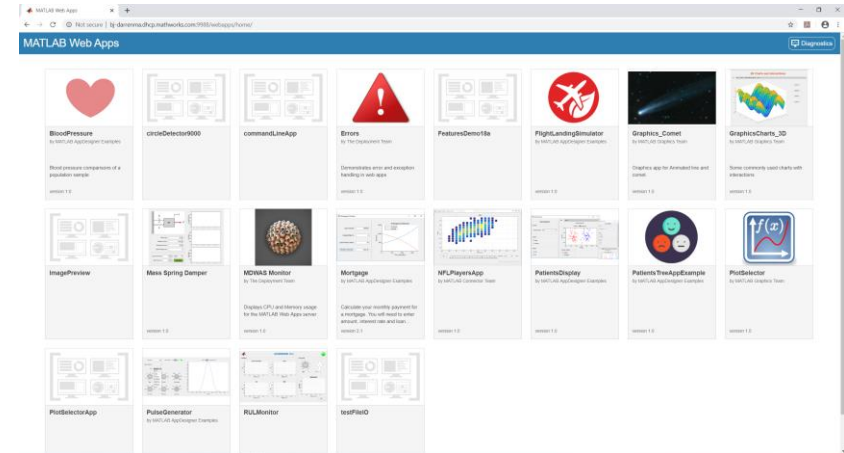 MATLAB Web Apps
Not secure | bj-darrenma.dhcp.mathworks.com:9988/webapps/home/
MATLAB Web Apps
Diagnostics
BloodPressure
by MATLAB AppDesigner Examples
Blood pressure comparisons of a
population sample
version 1.0
circleDetector9000
commandLineApp
Errors
by The Deployment Team
Demonstrates error and exception
handling in web apps
version 1.0
FeaturesDemo18a
FlightLandingSimulator
by MATLAB AppDesigner Examples
version 1.0
Graphics_Comet
by MATLAB Graphics Team
Graphics app for Animated line and
comet
version 1.0
GraphicsCharts_3D
by MATLAB Graphics Team
Some commonly used charts with
interactions
version 1.0
ImagePreview
Mass Spring Damper
MDWAS Monitor
by The Deployment Team
Displays CPU and Memory usage
for the MATLAB Web Apps server
version 1.0
Mortgage
by MATLAB AppDesigner Examples
Calculate your monthly payment for
a mortgage. You will need to enter
amount, interest rate and loan...
version 2.1
NFLPlayersApp
by MATLAB Connector Team
version 1.0
PatientsDisplay
by MATLAB AppDesigner Examples
version 1.0
PatientsTreeAppExample
by MATLAB AppDesigner Examples
version 1.0
f(x)
PlotSelector
by MATLAB Graphics Team
version 1.0
PlotSelectorApp
PulseGenerator
by MATLAB AppDesigner Examples
RULMonitor
testFileIO